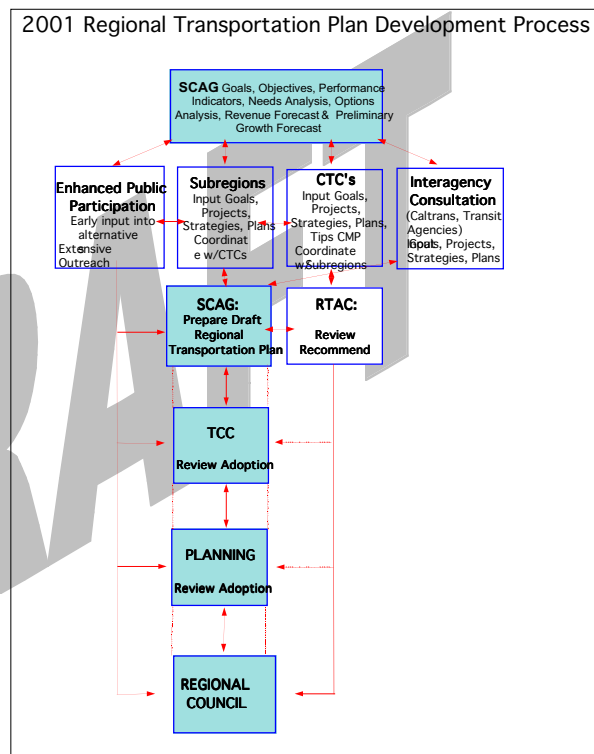 2001 Regional Transportation Plan Development Process
SCAG Goals, Objectives, Performance
Indicators, Needs Analysis, Options
Analysis, Revenue Forecast & Preliminary
Growth Forecast
Enhanced Public
Participation
Early input into
alternative
Extensive
Outreach
Subregions
Input Goals,
Projects,
Strategies, Plans
Coordinat
e w/CTCs
CTC's
Input Goals,
Projects,
Strategies, Plans,
Tips CMP
Coordinate
w/Subregions
Interagency
Consultation
(Caltrans, Transit
Agencies)
Input Goals, Projects,
Strategies, Plans
SCAG:
Prepare Draft
Regional
Transportation Plan
RTAC:
Review
Recommend
TCC
Review Adoption
PLANNING
Review Adoption
REGIONAL
COUNCIL